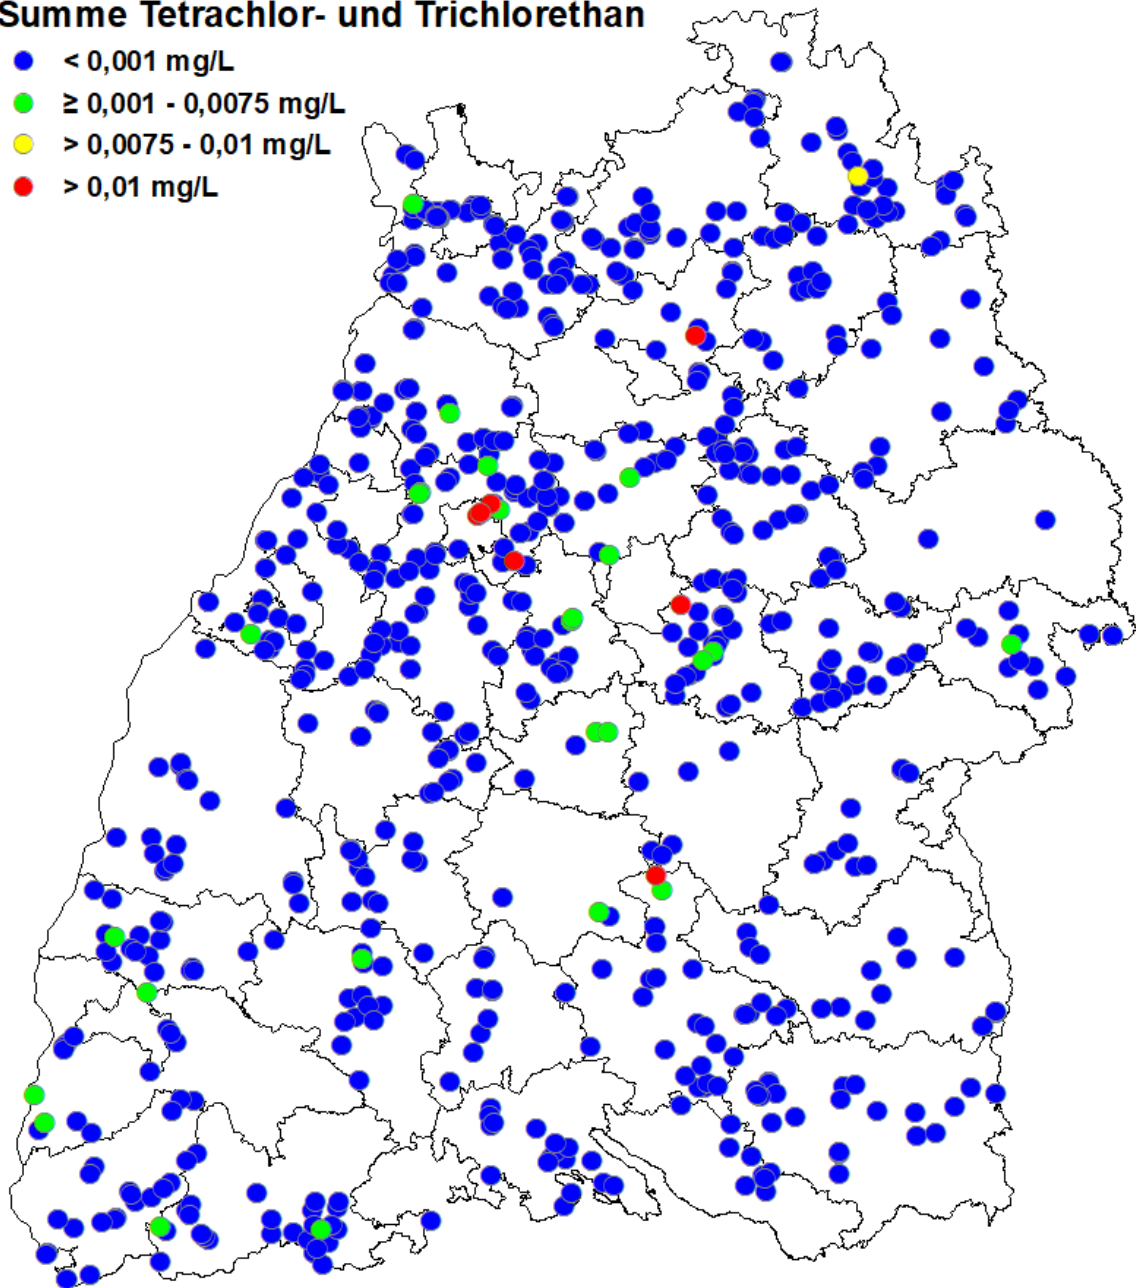 Summe Tetrachlor- und Trichlorethan
< 0,001 mg/L
≥ 0,001 - 0,0075 mg/L
> 0,0075 - 0,01 mg/L
> 0,01 mg/L